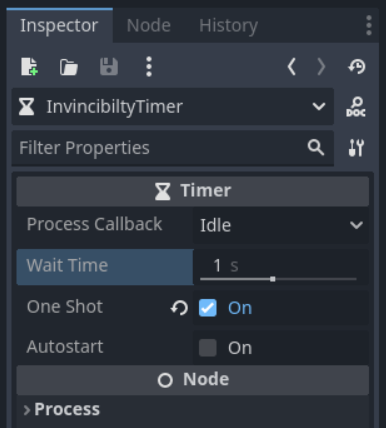 Inspector Node History
InvincibiltyTimer
DOC
Filter Properties
Timer
Process Callback Idle
Wait Time 1 s
One Shot On
Autostart On
Node
Process